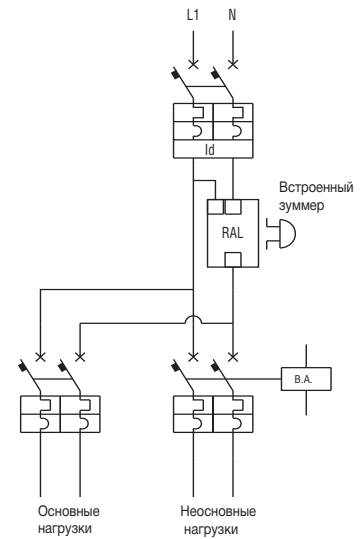 L1 N
Id
Встроенный
зуммер
RAL
B.A.
Основные
нагрузки
Неосновные
нагрузки